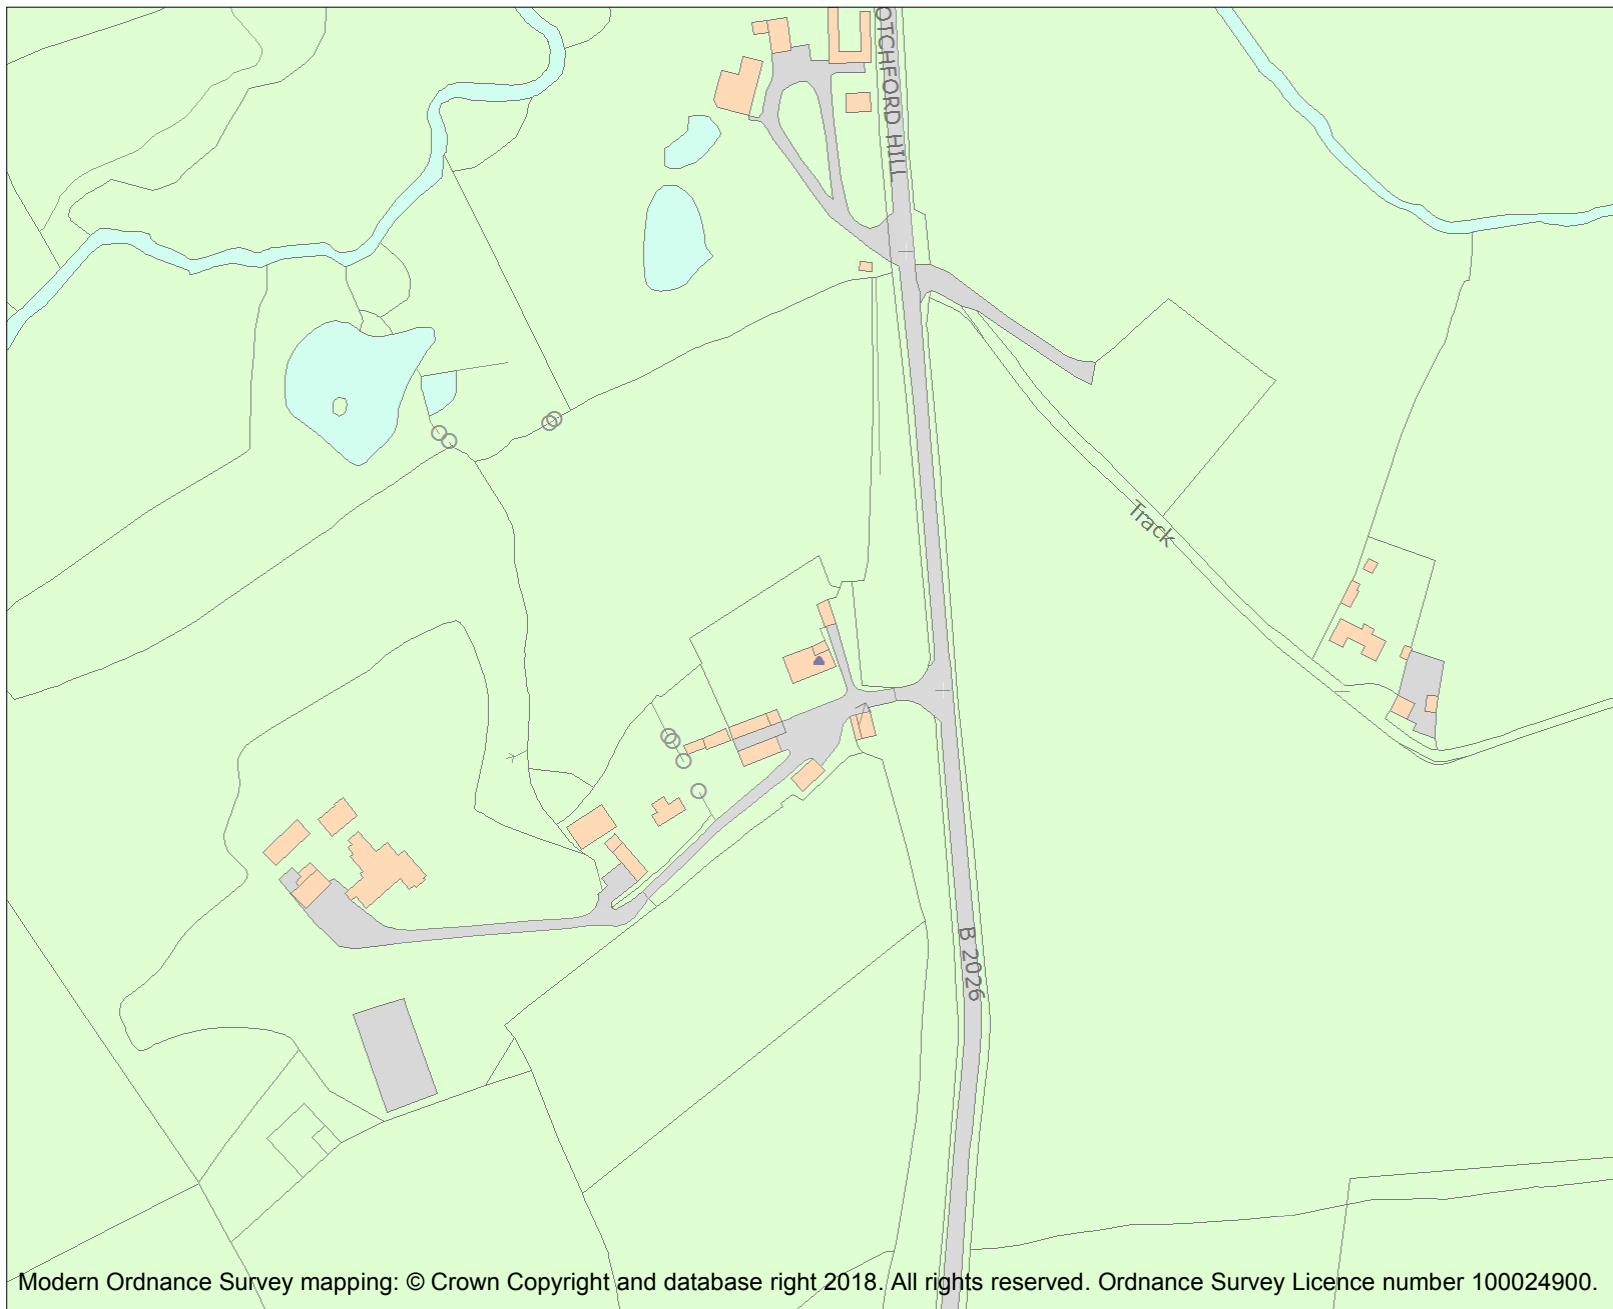 OTCHFORD HILL
Track
B 2026
Modern Ordnance Survey mapping: © Crown Copyright and database right 2018. All rights reserved. Ordnance Survey Licence number 100024900.